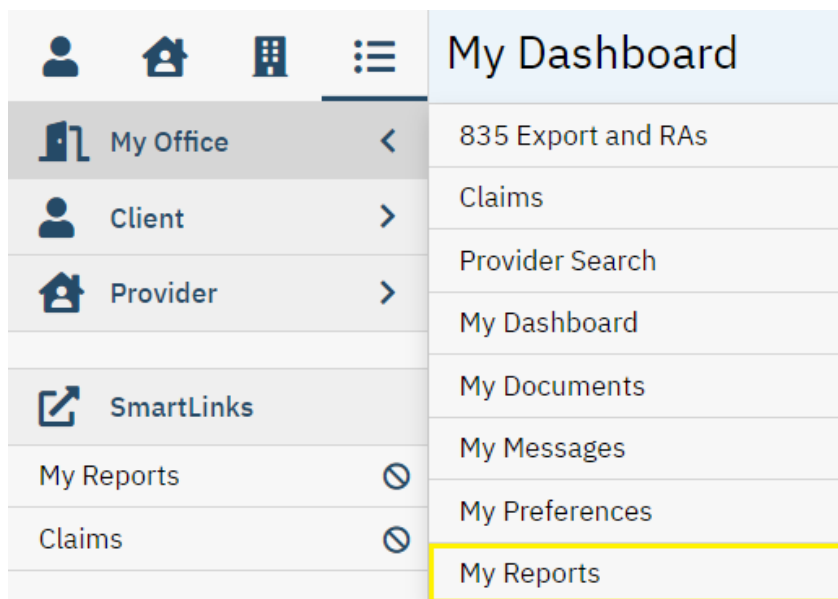 My Office
Client
Provider
SmartLinks
My Reports
Claims
My Dashboard
835 Export and RAs
Claims
Provider Search
My Dashboard
My Documents
My Messages
My Preferences
My Reports